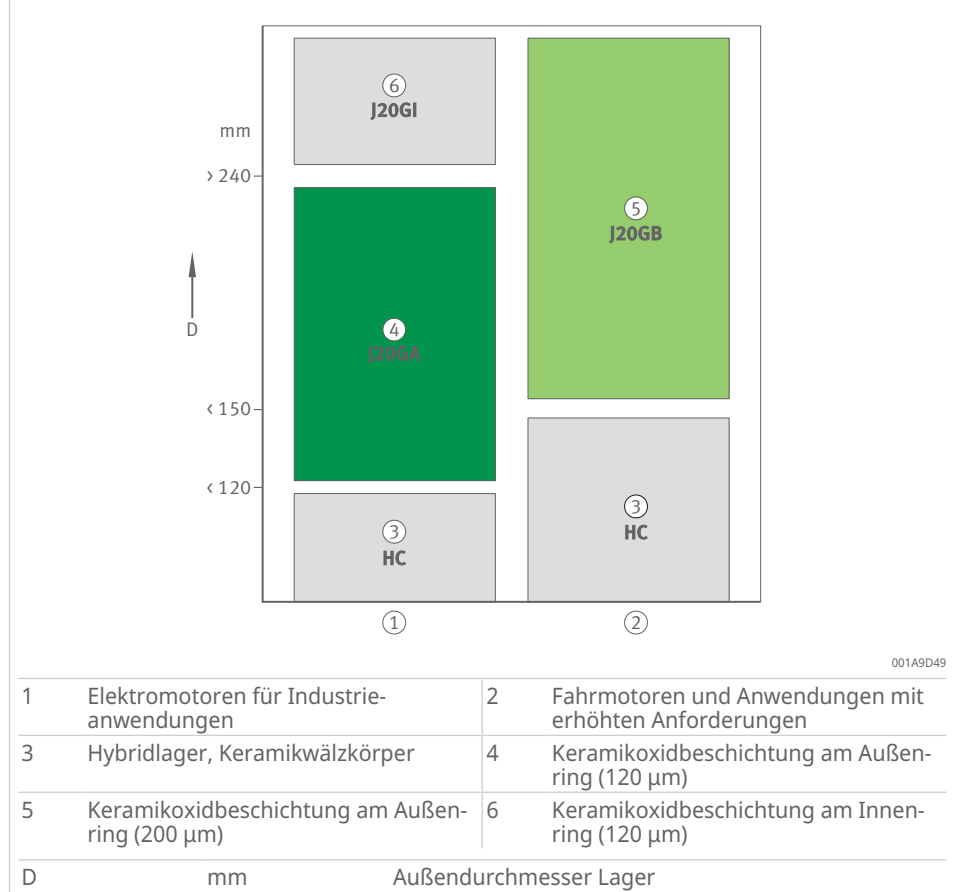 6
J20GI
mm
› 240
5
J20GB
4
J20GA
D
‹ 150
‹ 120
3
HC
3
HC
1
2
001A9D49
1 Elektromotoren für Industrie- 2 Fahrmotoren und Anwendungen mit
anwendungen erhöhten Anforderungen
3 Hybridlager, Keramikwälzkörper 4 Keramikoxidbeschichtung am Außen-
ring (120 µm)
5 Keramikoxidbeschichtung am Außen- 6 Keramikoxidbeschichtung am Innen-
ring (200 µm) ring (120 µm)
D mm Außendurchmesser Lager